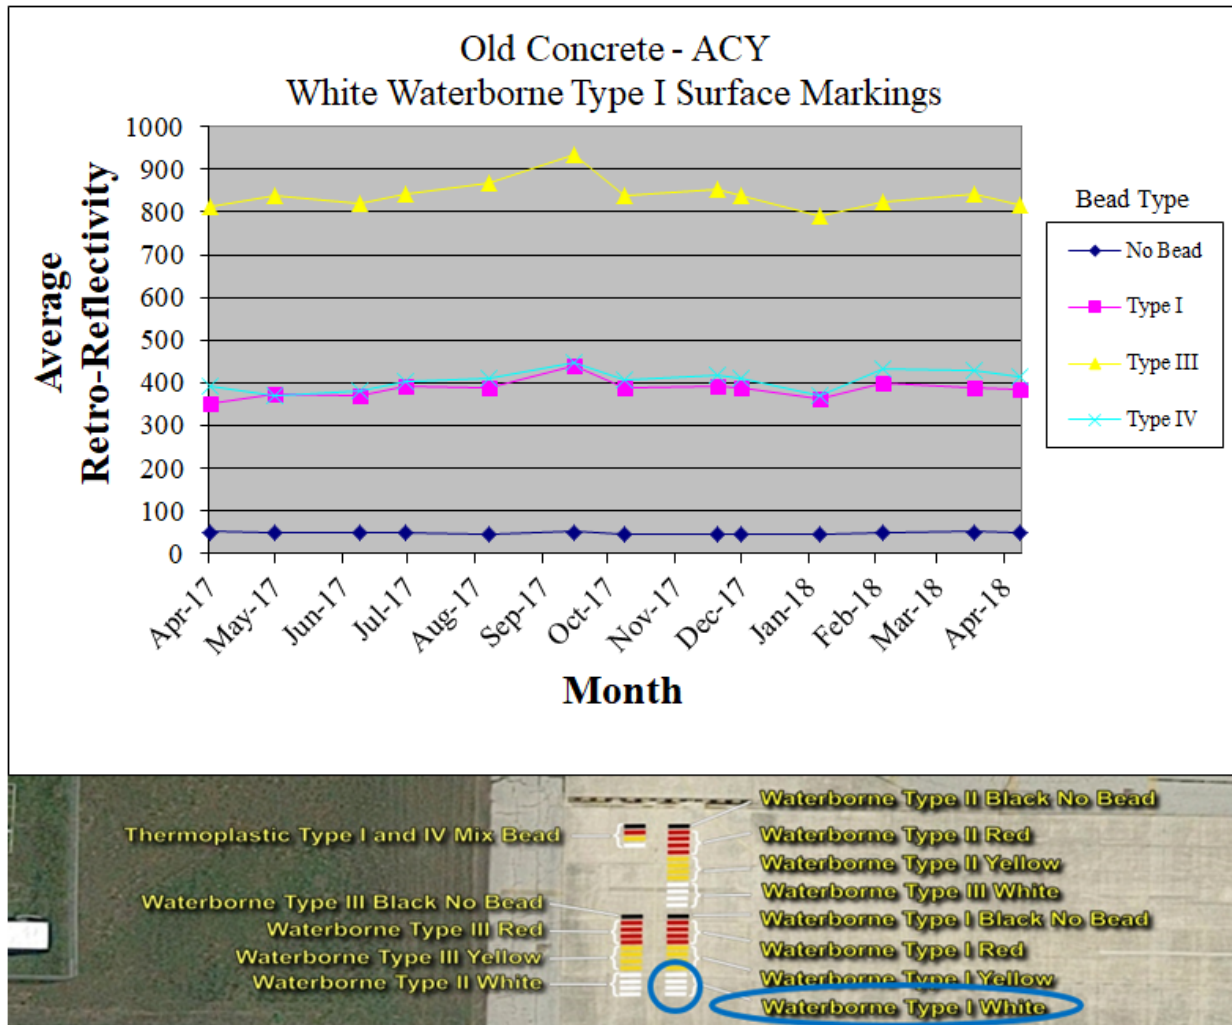 Old Concrete - ACY
White Waterborne Type I Surface Markings
Average
Retro-Reflectivity
1000
900
800
700
600
500
400
300
200
100
0
Apr-17
May-17
Jun-17
Jul-17
Aug-17
Sep-17
Oct-17
Nov-17
Dec-17
Jan-18
Feb-18
Mar-18
Apr-18
Month
Bead Type
No Bead
Type I
Type III
Type IV
Thermoplastic Type I and IV Mix Bead
Waterborne Type III Black No Bead
Waterborne Type III Red
Waterborne Type III Yellow
Waterborne Type II White
Waterborne Type II Black No Bead
Waterborne Type II Red
Waterborne Type II Yellow
Waterborne Type III White
Waterborne Type I Black No Bead
Waterborne Type I Red
Waterborne Type I Yellow
Waterborne Type I White